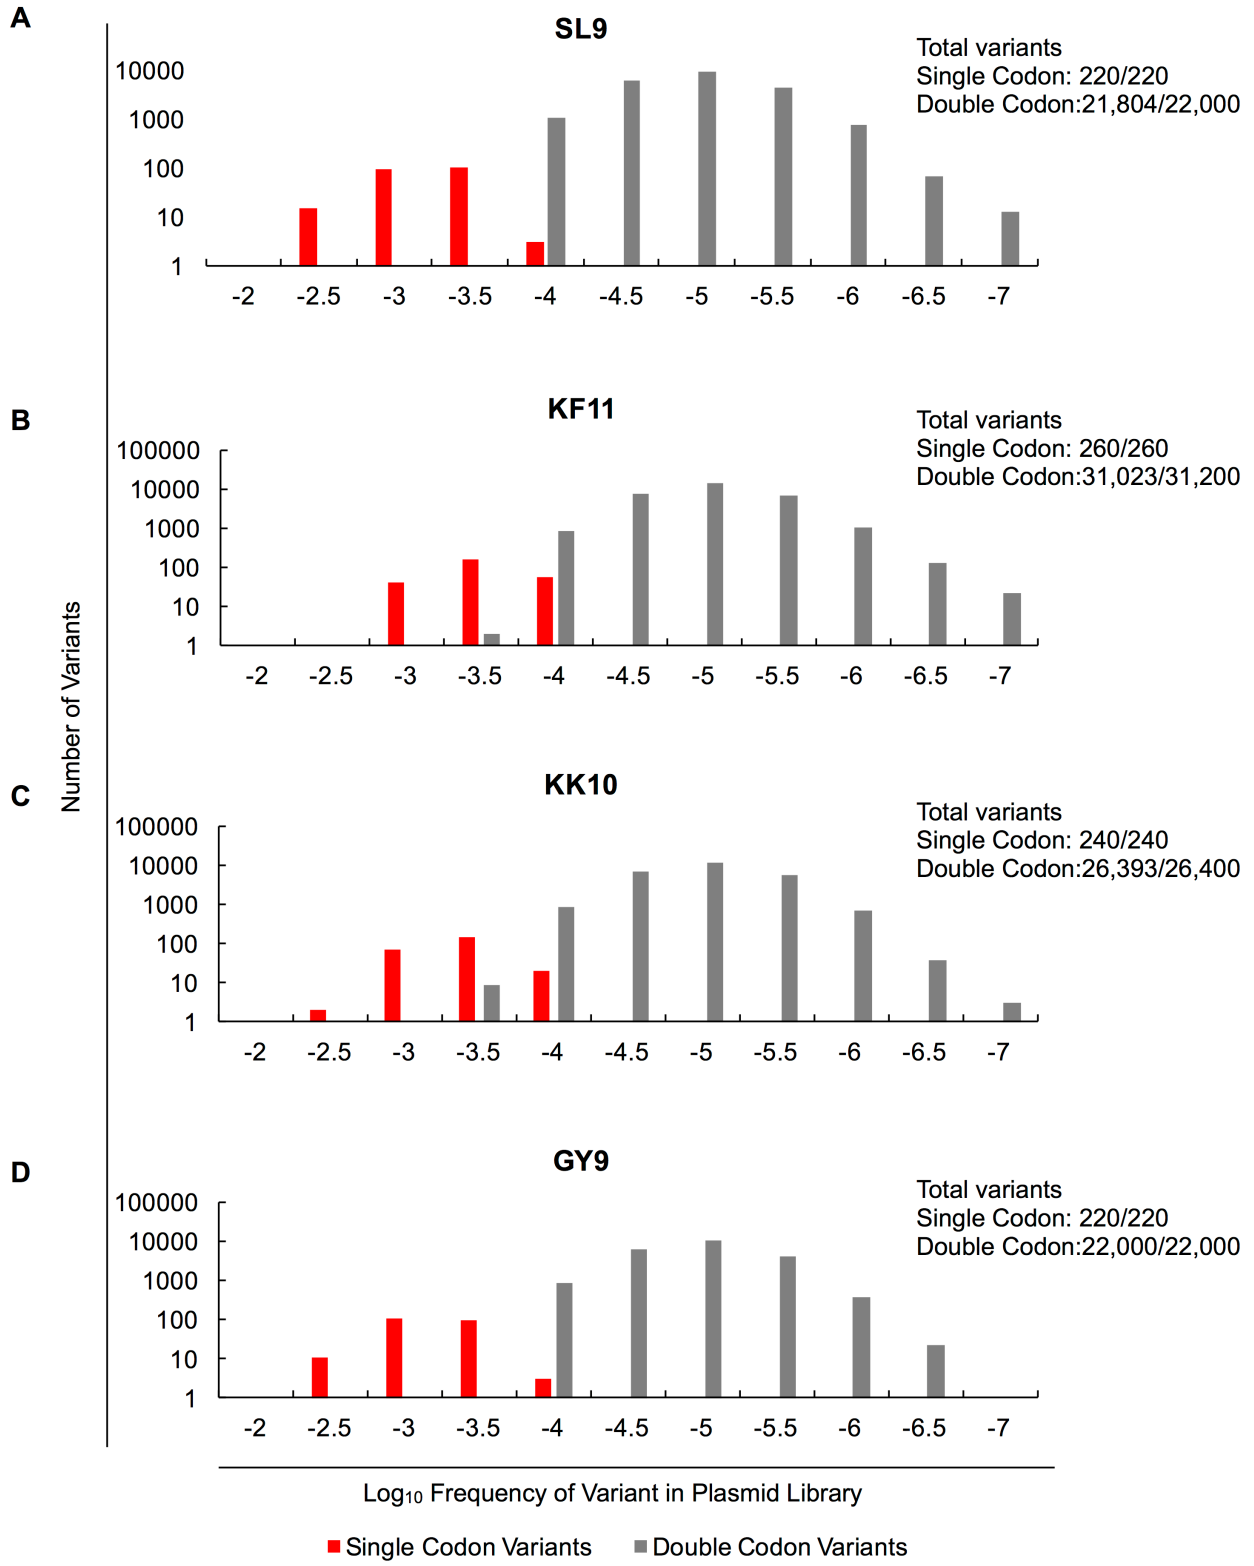 A
SL9
Total variants
Single Codon: 220/220
Double Codon:21,804/22,000
10000
1000
100
10
1
-2 -2.5 -3 -3.5 -4 -4.5 -5 -5.5 -6 -6.5 -7
B
KF11
Total variants
Single Codon: 260/260
Double Codon:31,023/31,200
100000
10000
1000
100
10
1
-2 -2.5 -3 -3.5 -4 -4.5 -5 -5.5 -6 -6.5 -7
Number of Variants
C
KK10
Total variants
Single Codon: 240/240
Double Codon:26,393/26,400
100000
10000
1000
100
10
1
-2 -2.5 -3 -3.5 -4 -4.5 -5 -5.5 -6 -6.5 -7
D
GY9
Total variants
Single Codon: 220/220
Double Codon:22,000/22,000
100000
10000
1000
100
10
1
-2 -2.5 -3 -3.5 -4 -4.5 -5 -5.5 -6 -6.5 -7
Log₁₀ Frequency of Variant in Plasmid Library
Single Codon Variants Double Codon Variants